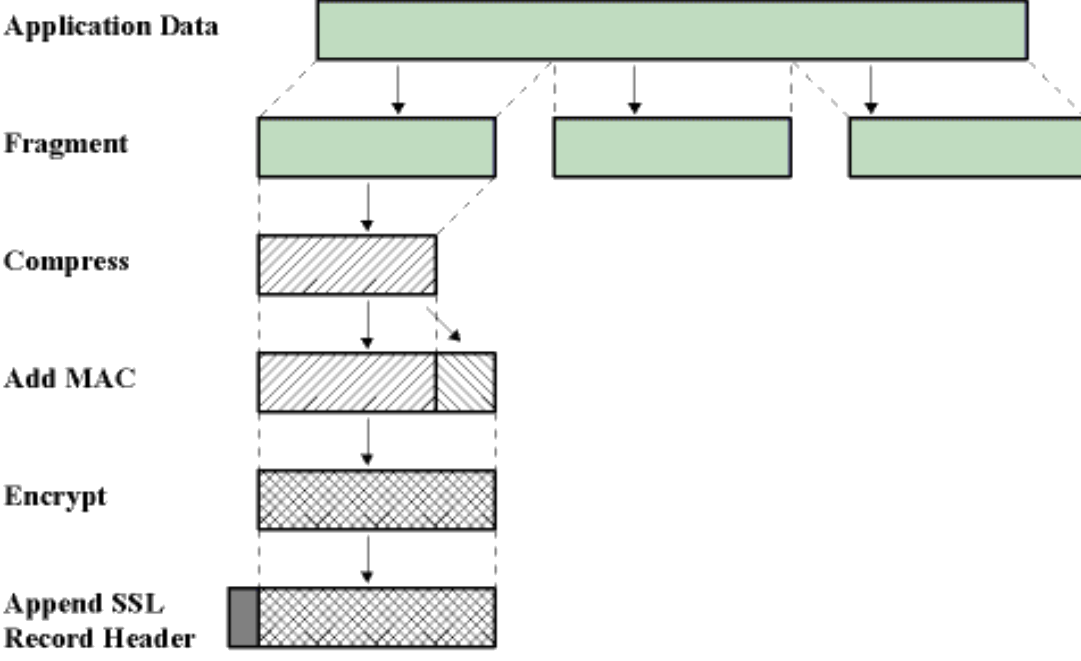 Application Data
Fragment
Compress
Add MAC
Encrypt
Append SSL
Record Header